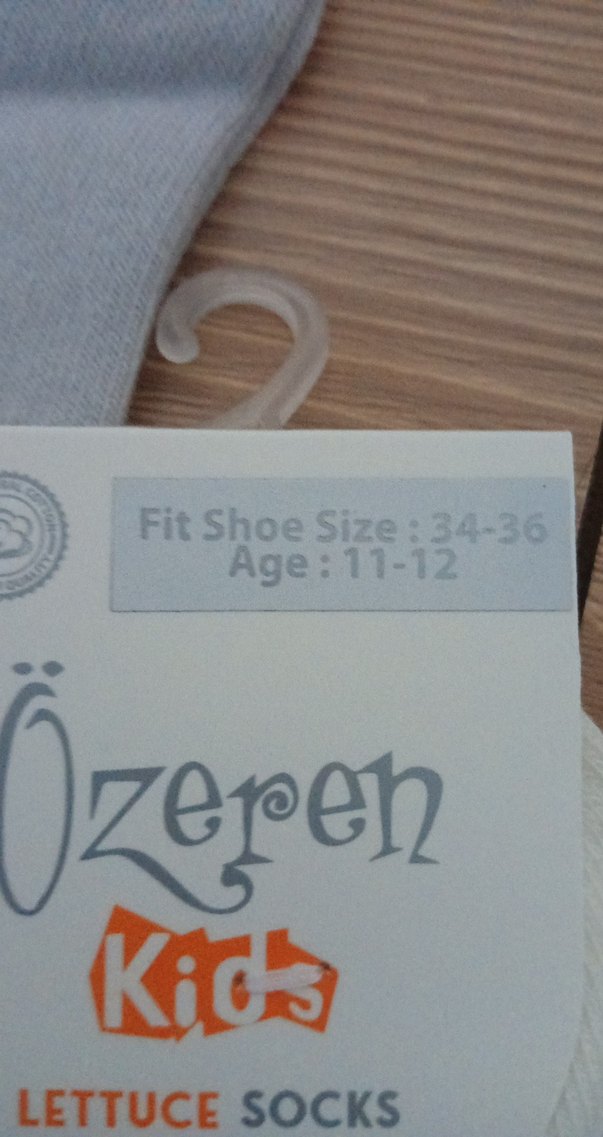 Fit Shoe Size : 34-36
Age : 11-12
Özeren
Kids
LETTUCE SOCKS